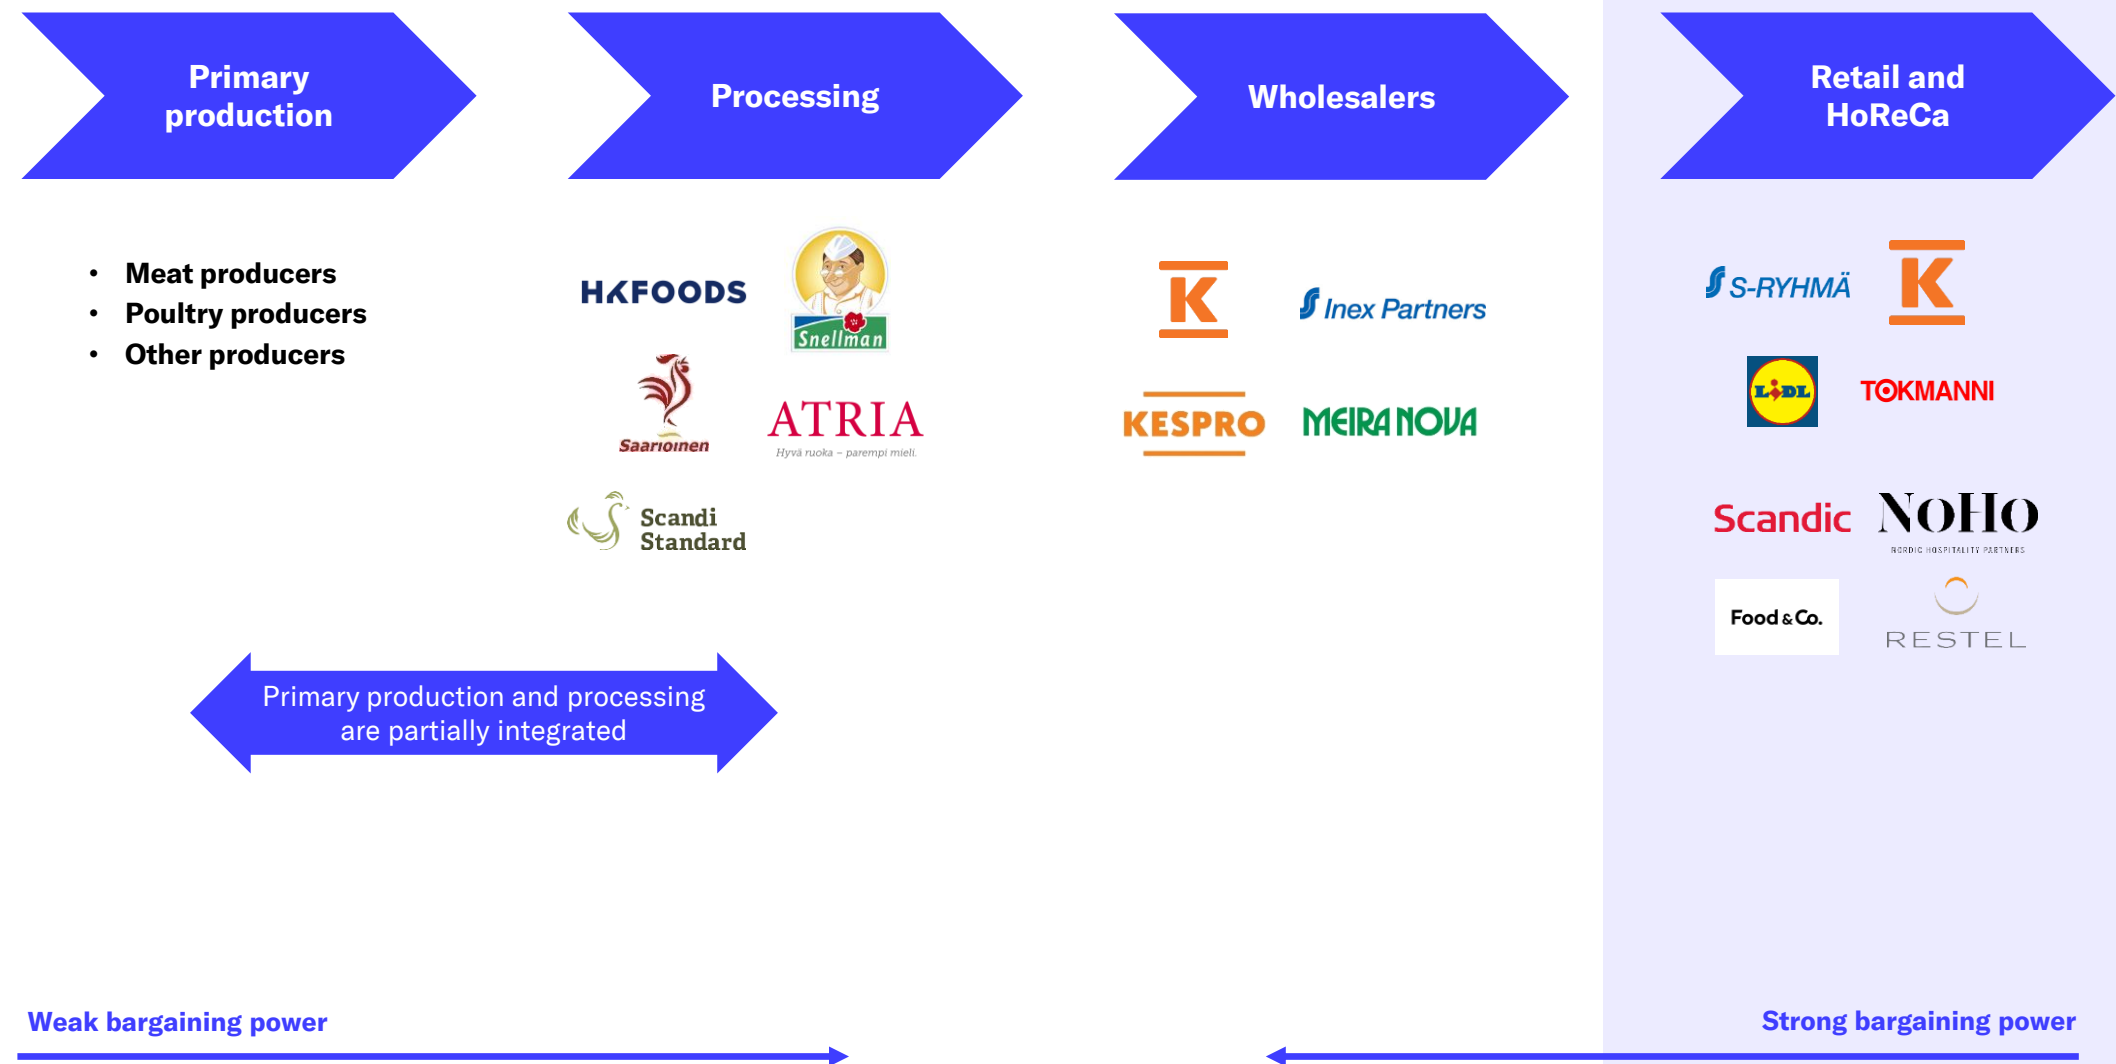 Primary
production
Processing
Wholesalers
Retail and
HoReCa
• Meat producers
• Poultry producers
• Other producers
HKFOODS
Snellman
Saarioinen
ATRIA
Hyvä ruoka – parempi mieli.
Scandi
Standard
K
Inex Partners
KESPRO
MEIRA NOVA
S-RYHMÄ
K
LIDL
TOKMANNI
Scandic
NOHO
NORDIC HOSPITALITY PARTNERS
Food & Co.
RESTEL
Primary production and processing
are partially integrated
Weak bargaining power
Strong bargaining power